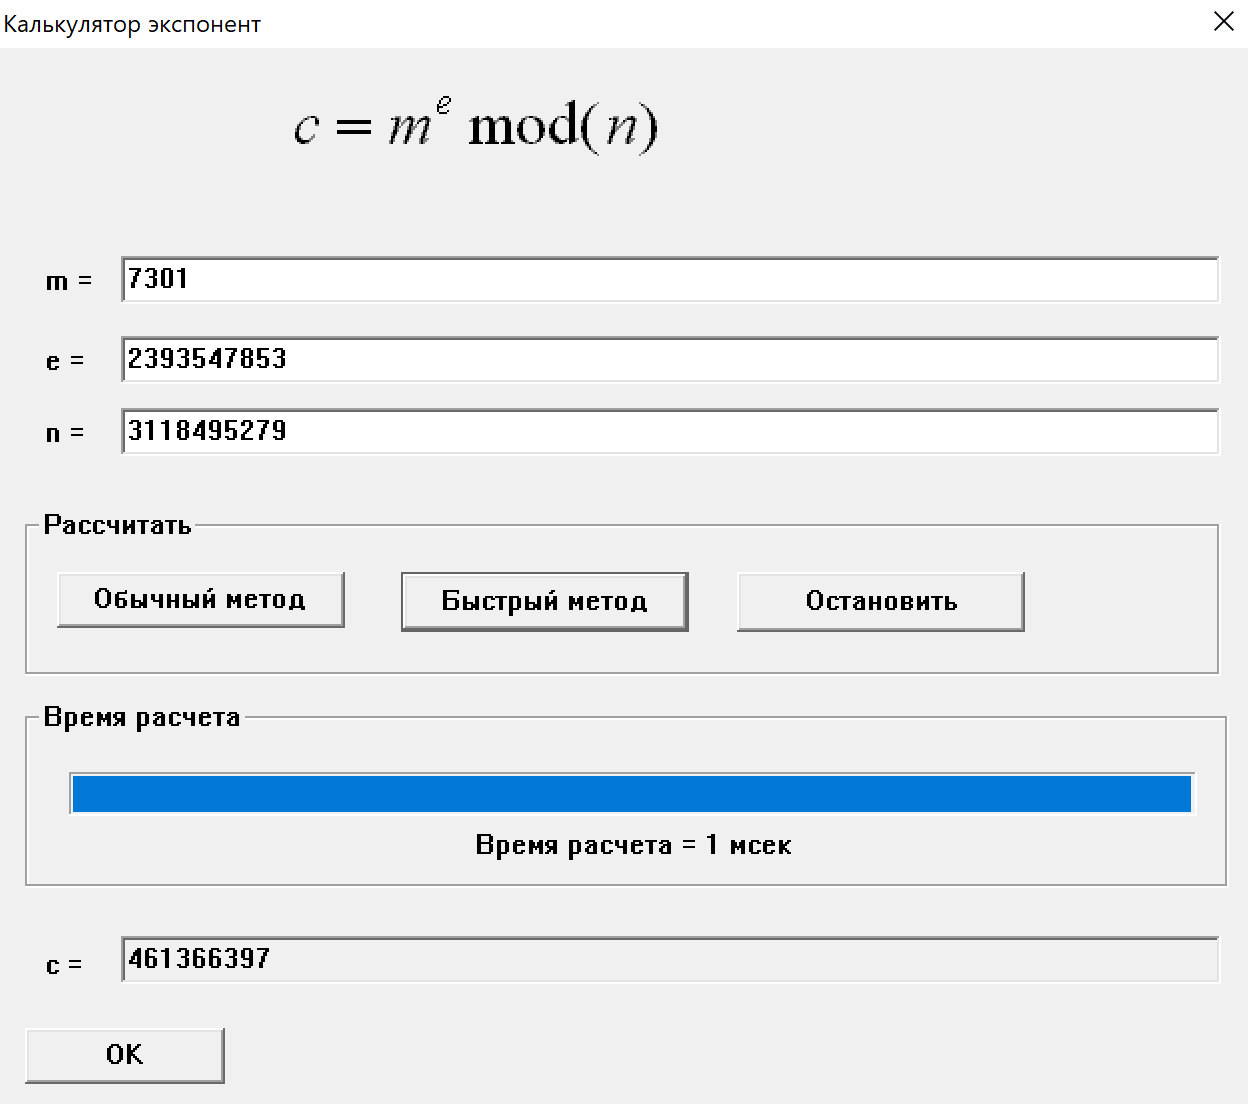 Калькулятор экспонент
c = m^e mod(n)
m = 7301
e = 2393547853
n = 3118495279
Рассчитать
Обычный метод Быстрый метод Остановить
Время расчета
Время расчета = 1 мсек
c = 461366397
OK